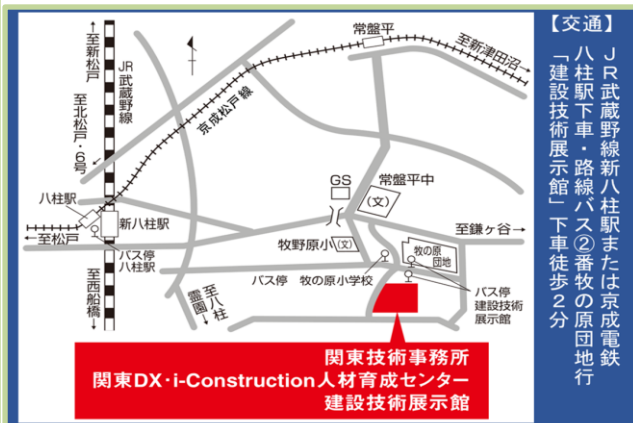 【交通】
JR武蔵野線新八柱駅または京成電鉄
八柱駅下車・路線バス②番牧の原団地行
「建設技術展示館」下車徒歩2分
至新松戸
JR武蔵野線
至北松戸・6号
京成松戸線
常盤平
至新津田沼
八柱駅
新八柱駅
至松戸
バス停
八柱駅
至西船橋
至八柱
霊園
GS
常盤平中
(文)
牧野原小(文)
至鎌ヶ谷
バス停 牧の原小学校
牧の原
団地
バス停
建設技術
展示館
関東技術事務所
関東DX・i-Construction人材育成センター
建設技術展示館